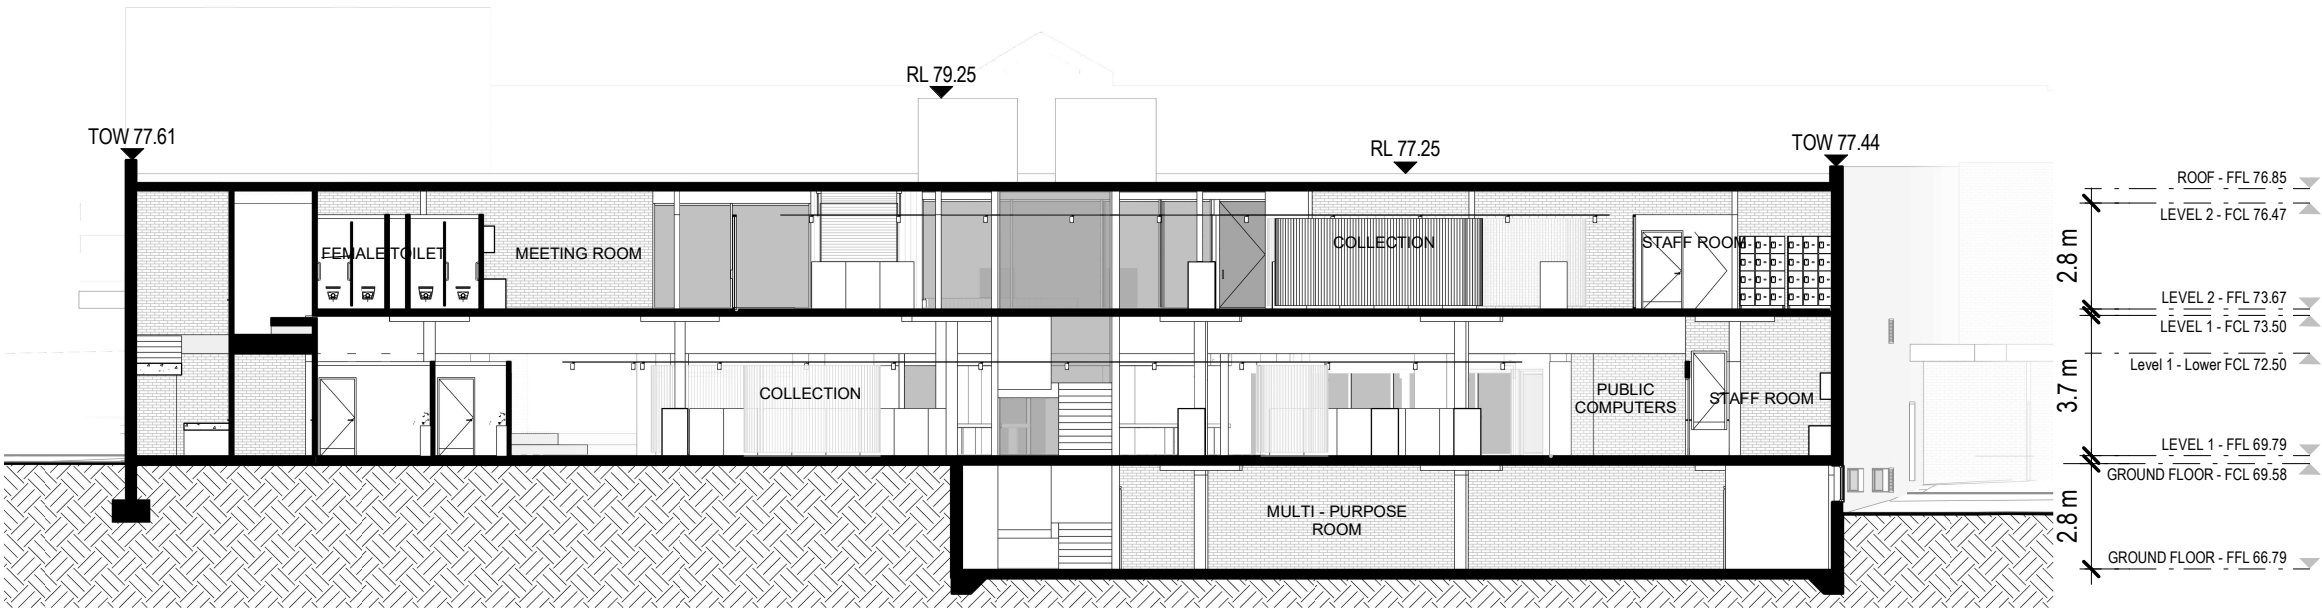 RL 79.25
TOW 77.61
RL 77.25
TOW 77.44
ROOF - FFL 76.85
LEVEL 2 - FCL 76.47
FEMALE TOILET
MEETING ROOM
COLLECTION
STAFF ROOM
2.8 m
LEVEL 2 - FFL 73.67
LEVEL 1 - FCL 73.50
Level 1 - Lower FCL 72.50
COLLECTION
PUBLIC
COMPUTERS
STAFF ROOM
3.7 m
LEVEL 1 - FFL 69.79
GROUND FLOOR - FCL 69.58
MULTI - PURPOSE
ROOM
2.8 m
GROUND FLOOR - FFL 66.79